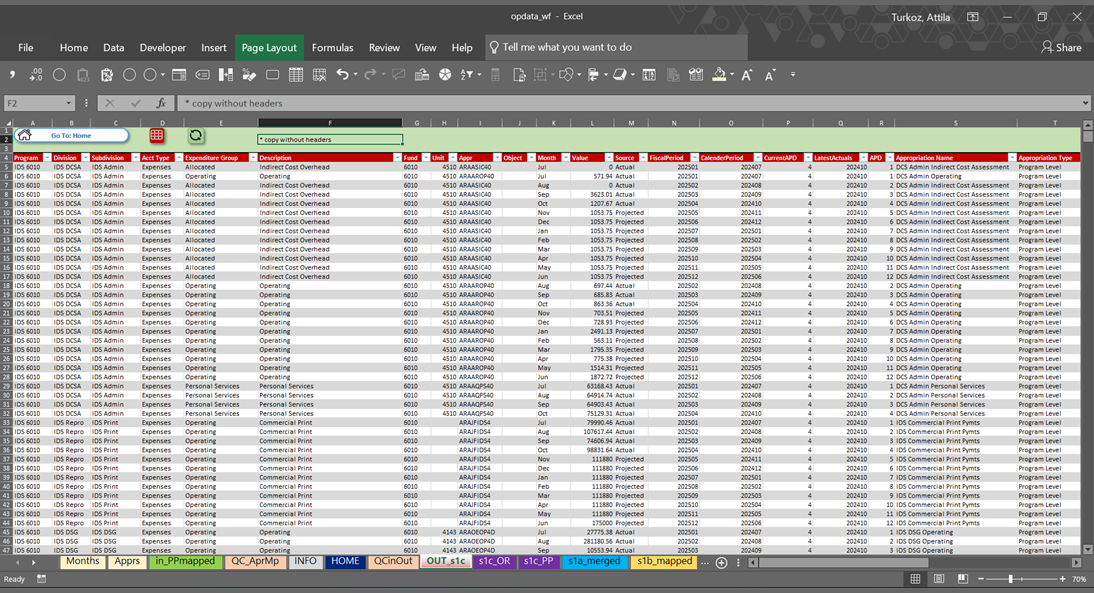 opdata_wf - Excel
Turkoz, Attila
File Home Data Developer Insert Page Layout Formulas Review View Help Tell me what you want to do Share
F2 fx * copy without headers
A B C D E F G H I J K L M N O P Q R S T
1 Go To: Home
2 * copy without headers
3
4 Program Division Subdivision Acct Type Expenditure Group Description Fund Unit Appr Object Month Value Source FiscalPeriod CalenderPeriod CurrentAPD LatestActuals APD Appropriation Name Appropriation Type
5 IDS 6010 IDS DCSA IDS Admin Expenses Allocated Indirect Cost Overhead 6010 4510 ARAASIC40 Jul 0 Actual 202501 202407 4 202410 1 DCS Admin Indirect Cost Assessment Program Level
6 IDS 6010 IDS DCSA IDS Admin Expenses Operating Operating 6010 4510 ARAAROP40 Jul 571.94 Actual 202501 202407 4 202410 1 DCS Admin Operating Program Level
7 IDS 6010 IDS DCSA IDS Admin Expenses Allocated Indirect Cost Overhead 6010 4510 ARAASIC40 Aug 0 Actual 202502 202408 4 202410 2 DCS Admin Indirect Cost Assessment Program Level
8 IDS 6010 IDS DCSA IDS Admin Expenses Allocated Indirect Cost Overhead 6010 4510 ARAASIC40 Sep 3623.01 Actual 202503 202409 4 202410 3 DCS Admin Indirect Cost Assessment Program Level
9 IDS 6010 IDS DCSA IDS Admin Expenses Allocated Indirect Cost Overhead 6010 4510 ARAASIC40 Oct 1207.67 Actual 202504 202410 4 202410 4 DCS Admin Indirect Cost Assessment Program Level
10 IDS 6010 IDS DCSA IDS Admin Expenses Allocated Indirect Cost Overhead 6010 4510 ARAASIC40 Nov 1053.75 Projected 202505 202411 4 202410 5 DCS Admin Indirect Cost Assessment Program Level
11 IDS 6010 IDS DCSA IDS Admin Expenses Allocated Indirect Cost Overhead 6010 4510 ARAASIC40 Dec 1053.75 Projected 202506 202412 4 202410 6 DCS Admin Indirect Cost Assessment Program Level
12 IDS 6010 IDS DCSA IDS Admin Expenses Allocated Indirect Cost Overhead 6010 4510 ARAASIC40 Jan 1053.75 Projected 202507 202501 4 202410 7 DCS Admin Indirect Cost Assessment Program Level
13 IDS 6010 IDS DCSA IDS Admin Expenses Allocated Indirect Cost Overhead 6010 4510 ARAASIC40 Feb 1053.75 Projected 202508 202502 4 202410 8 DCS Admin Indirect Cost Assessment Program Level
14 IDS 6010 IDS DCSA IDS Admin Expenses Allocated Indirect Cost Overhead 6010 4510 ARAASIC40 Mar 1053.75 Projected 202509 202503 4 202410 9 DCS Admin Indirect Cost Assessment Program Level
15 IDS 6010 IDS DCSA IDS Admin Expenses Allocated Indirect Cost Overhead 6010 4510 ARAASIC40 Apr 1053.75 Projected 202510 202504 4 202410 10 DCS Admin Indirect Cost Assessment Program Level
16 IDS 6010 IDS DCSA IDS Admin Expenses Allocated Indirect Cost Overhead 6010 4510 ARAASIC40 May 1053.75 Projected 202511 202505 4 202410 11 DCS Admin Indirect Cost Assessment Program Level
17 IDS 6010 IDS DCSA IDS Admin Expenses Allocated Indirect Cost Overhead 6010 4510 ARAASIC40 Jun 1053.75 Projected 202512 202506 4 202410 12 DCS Admin Indirect Cost Assessment Program Level
18 IDS 6010 IDS DCSA IDS Admin Expenses Operating Operating 6010 4510 ARAAROP40 Aug 697.44 Actual 202502 202408 4 202410 2 DCS Admin Operating Program Level
19 IDS 6010 IDS DCSA IDS Admin Expenses Operating Operating 6010 4510 ARAAROP40 Sep 685.83 Actual 202503 202409 4 202410 3 DCS Admin Operating Program Level
20 IDS 6010 IDS DCSA IDS Admin Expenses Operating Operating 6010 4510 ARAAROP40 Oct 863.36 Actual 202504 202410 4 202410 4 DCS Admin Operating Program Level
21 IDS 6010 IDS DCSA IDS Admin Expenses Operating Operating 6010 4510 ARAAROP40 Nov 703.51 Projected 202505 202411 4 202410 5 DCS Admin Operating Program Level
22 IDS 6010 IDS DCSA IDS Admin Expenses Operating Operating 6010 4510 ARAAROP40 Dec 728.93 Projected 202506 202412 4 202410 6 DCS Admin Operating Program Level
23 IDS 6010 IDS DCSA IDS Admin Expenses Operating Operating 6010 4510 ARAAROP40 Jan 2491.13 Projected 202507 202501 4 202410 7 DCS Admin Operating Program Level
24 IDS 6010 IDS DCSA IDS Admin Expenses Operating Operating 6010 4510 ARAAROP40 Feb 563.11 Projected 202508 202502 4 202410 8 DCS Admin Operating Program Level
25 IDS 6010 IDS DCSA IDS Admin Expenses Operating Operating 6010 4510 ARAAROP40 Mar 1795.35 Projected 202509 202503 4 202410 9 DCS Admin Operating Program Level
26 IDS 6010 IDS DCSA IDS Admin Expenses Operating Operating 6010 4510 ARAAROP40 Apr 775.38 Projected 202510 202504 4 202410 10 DCS Admin Operating Program Level
27 IDS 6010 IDS DCSA IDS Admin Expenses Operating Operating 6010 4510 ARAAROP40 May 1514.31 Projected 202511 202505 4 202410 11 DCS Admin Operating Program Level
28 IDS 6010 IDS DCSA IDS Admin Expenses Operating Operating 6010 4510 ARAAROP40 Jun 1872.72 Projected 202512 202506 4 202410 12 DCS Admin Operating Program Level
29 IDS 6010 IDS DCSA IDS Admin Expenses Personal Services Personal Services 6010 4510 ARAAQPS40 Jul 63168.43 Actual 202501 202407 4 202410 1 DCS Admin Personal Services Program Level
30 IDS 6010 IDS DCSA IDS Admin Expenses Personal Services Personal Services 6010 4510 ARAAQPS40 Aug 64914.74 Actual 202502 202408 4 202410 2 DCS Admin Personal Services Program Level
31 IDS 6010 IDS DCSA IDS Admin Expenses Personal Services Personal Services 6010 4510 ARAAQPS40 Sep 64903.43 Actual 202503 202409 4 202410 3 DCS Admin Personal Services Program Level
32 IDS 6010 IDS DCSA IDS Admin Expenses Personal Services Personal Services 6010 4510 ARAAQPS40 Oct 75129.31 Actual 202504 202410 4 202410 4 DCS Admin Personal Services Program Level
33 IDS 6010 IDS Repro IDS Print Expenses Operating Commercial Print 6010 ARAJFIDS4 Jul 79990.46 Actual 202501 202407 4 202410 1 IDS Commercial Print Pymts Program Level
34 IDS 6010 IDS Repro IDS Print Expenses Operating Commercial Print 6010 ARAJFIDS4 Aug 107617.44 Actual 202502 202408 4 202410 2 IDS Commercial Print Pymts Program Level
35 IDS 6010 IDS Repro IDS Print Expenses Operating Commercial Print 6010 ARAJFIDS4 Sep 74606.94 Actual 202503 202409 4 202410 3 IDS Commercial Print Pymts Program Level
36 IDS 6010 IDS Repro IDS Print Expenses Operating Commercial Print 6010 ARAJFIDS4 Oct 98831.64 Actual 202504 202410 4 202410 4 IDS Commercial Print Pymts Program Level
37 IDS 6010 IDS Repro IDS Print Expenses Operating Commercial Print 6010 ARAJFIDS4 Nov 111880 Projected 202505 202411 4 202410 5 IDS Commercial Print Pymts Program Level
38 IDS 6010 IDS Repro IDS Print Expenses Operating Commercial Print 6010 ARAJFIDS4 Dec 111880 Projected 202506 202412 4 202410 6 IDS Commercial Print Pymts Program Level
39 IDS 6010 IDS Repro IDS Print Expenses Operating Commercial Print 6010 ARAJFIDS4 Jan 111880 Projected 202507 202501 4 202410 7 IDS Commercial Print Pymts Program Level
40 IDS 6010 IDS Repro IDS Print Expenses Operating Commercial Print 6010 ARAJFIDS4 Feb 111880 Projected 202508 202502 4 202410 8 IDS Commercial Print Pymts Program Level
41 IDS 6010 IDS Repro IDS Print Expenses Operating Commercial Print 6010 ARAJFIDS4 Mar 111880 Projected 202509 202503 4 202410 9 IDS Commercial Print Pymts Program Level
42 IDS 6010 IDS Repro IDS Print Expenses Operating Commercial Print 6010 ARAJFIDS4 Apr 111880 Projected 202510 202504 4 202410 10 IDS Commercial Print Pymts Program Level
43 IDS 6010 IDS Repro IDS Print Expenses Operating Commercial Print 6010 ARAJFIDS4 May 111880 Projected 202511 202505 4 202410 11 IDS Commercial Print Pymts Program Level
44 IDS 6010 IDS Repro IDS Print Expenses Operating Commercial Print 6010 ARAJFIDS4 Jun 175000 Projected 202512 202506 4 202410 12 IDS Commercial Print Pymts Program Level
45 IDS 6010 IDS DSG IDS DSG Expenses Operating Operating 6010 4143 ARAOEOP4D Jul 27775.38 Actual 202501 202407 4 202410 1 IDS DSG Operating Program Level
46 IDS 6010 IDS DSG IDS DSG Expenses Operating Operating 6010 4143 ARAOEOP4D Aug 281180.56 Actual 202502 202408 4 202410 2 IDS DSG Operating Program Level
47 IDS 6010 IDS DSG IDS DSG Expenses Operating Operating 6010 4143 ARAOEOP4D Sep 10553.94 Actual 202503 202409 4 202410 3 IDS DSG Operating Program Level
Months Apprs in_PPmapped QC_AprMp INFO HOME QCinOut OUT_s1c s1c_OR s1c_PP s1a_merged s1b_mapped ...
Ready 70%